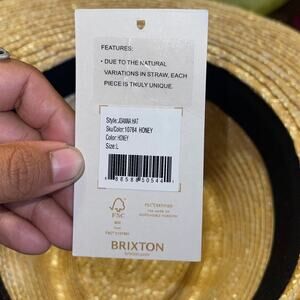 FEATURES:
• DUE TO THE NATURAL
VARIATIONS IN STRAW, EACH
PIECE IS TRULY UNIQUE.
Style:JOANNA HAT
Sku/Color:10784 HONEY
Color:HONEY
Size:L
FSC
BRIXTON